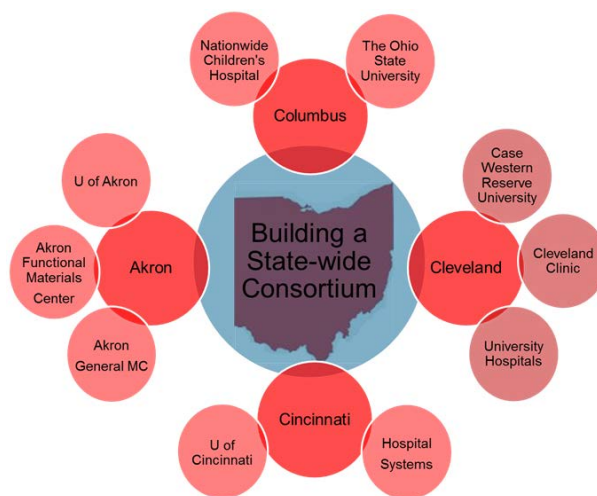 Nationwide
Children's
Hospital
The Ohio
State
University
Columbus
U of Akron
Akron
Functional
Materials
Center
Akron
General MC
Akron
Building a
State-wide
Consortium
Cleveland
Case
Western
Reserve
University
Cleveland
Clinic
University
Hospitals
Cincinnati
U of
Cincinnati
Hospital
Systems